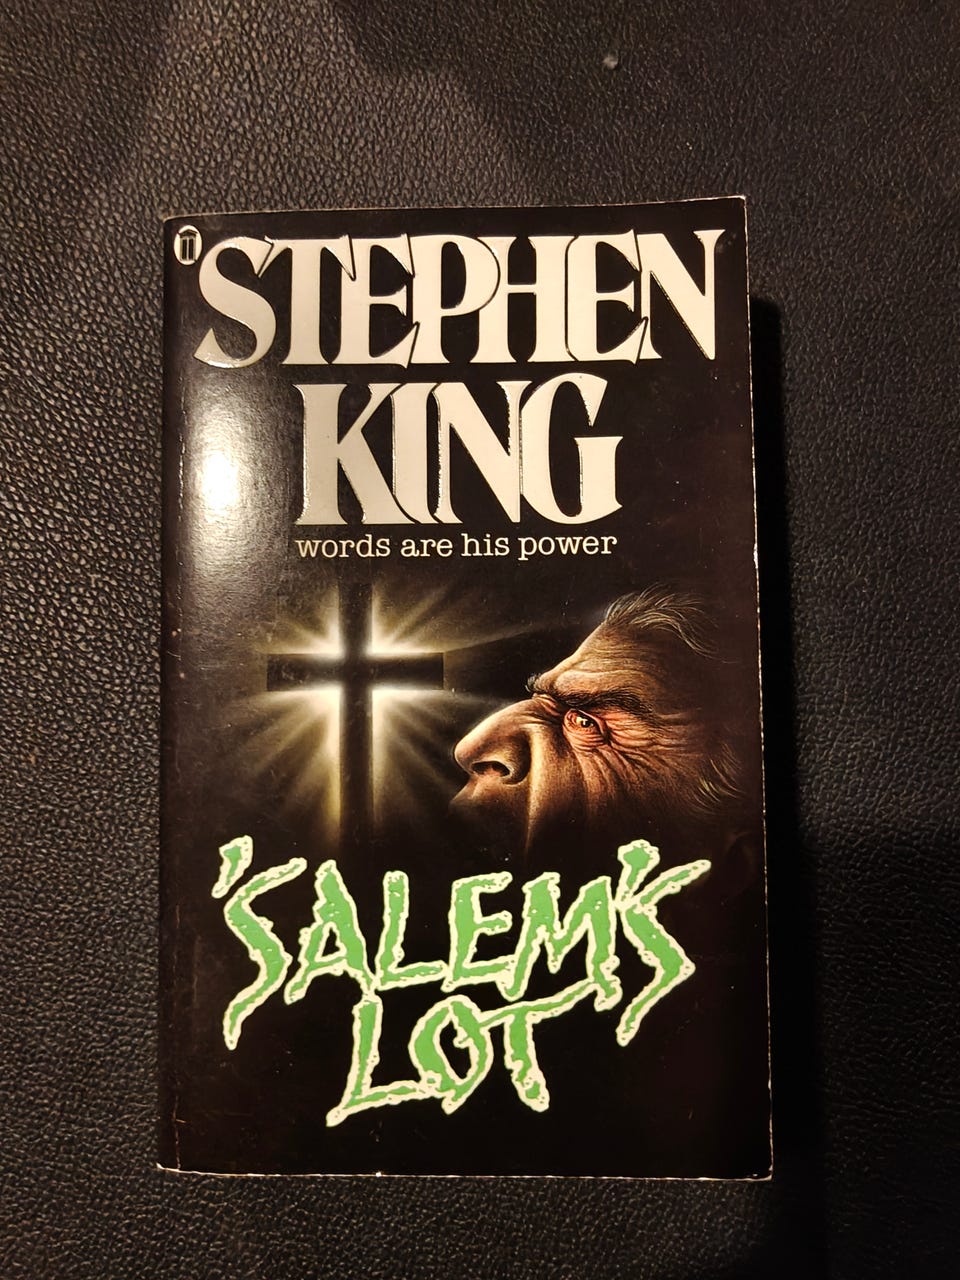 STEPHEN
KING
words are his power
'SALEM'S
LOT